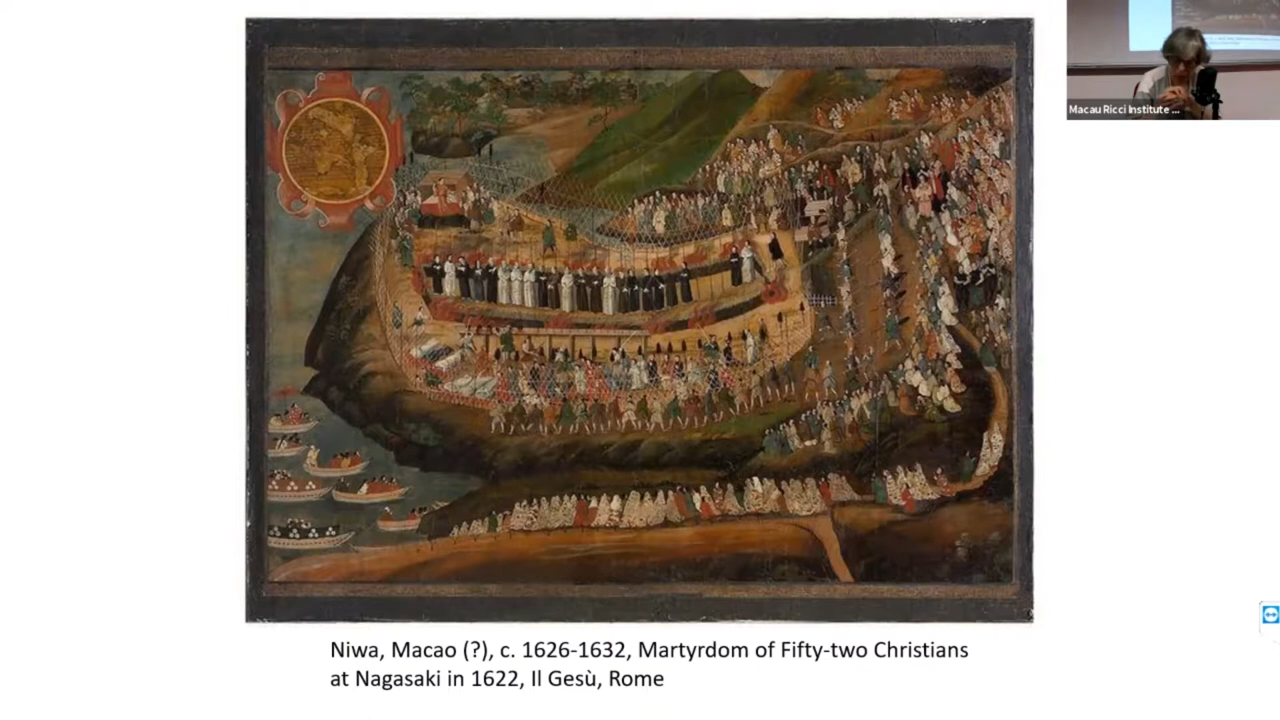 Macau Ricci Institute ...
Niwa, Macao (?), c. 1626-1632, Martyrdom of Fifty-two Christians
at Nagasaki in 1622, Il Gesù, Rome